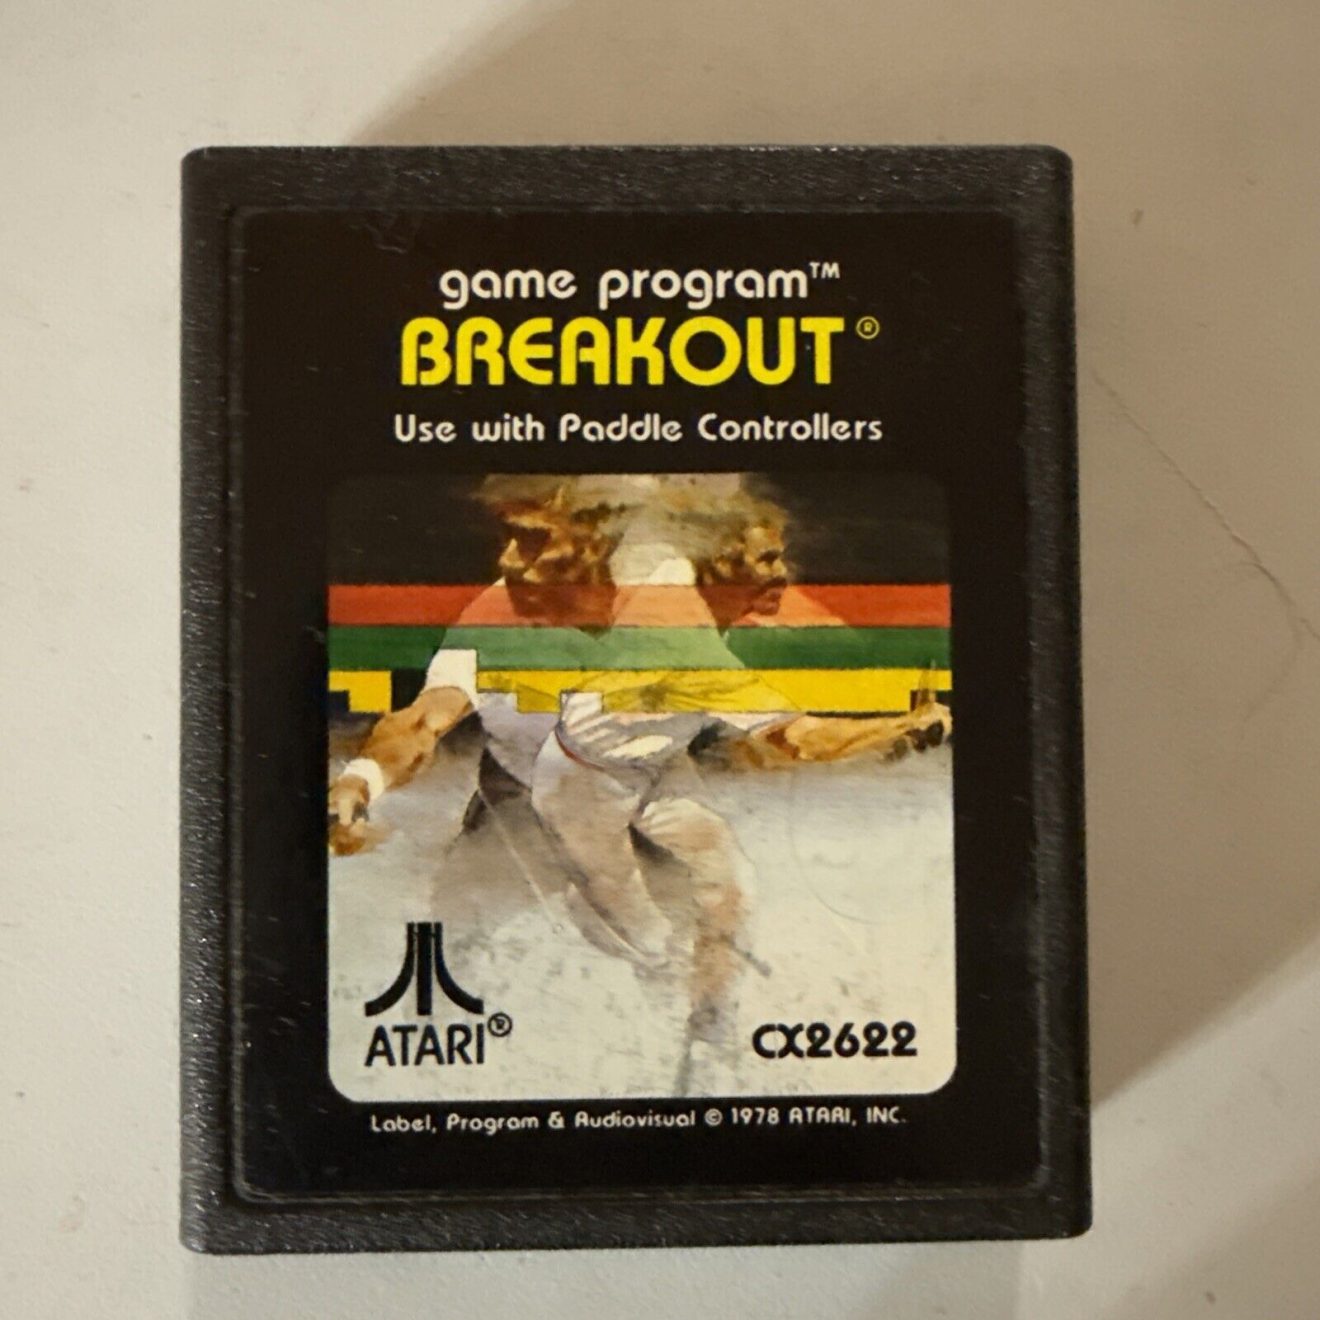 game program™
BREAKOUT®
Use with Paddle Controllers
ATARI®
CX2622
Label, Program & Audiovisual © 1978 ATARI, INC.